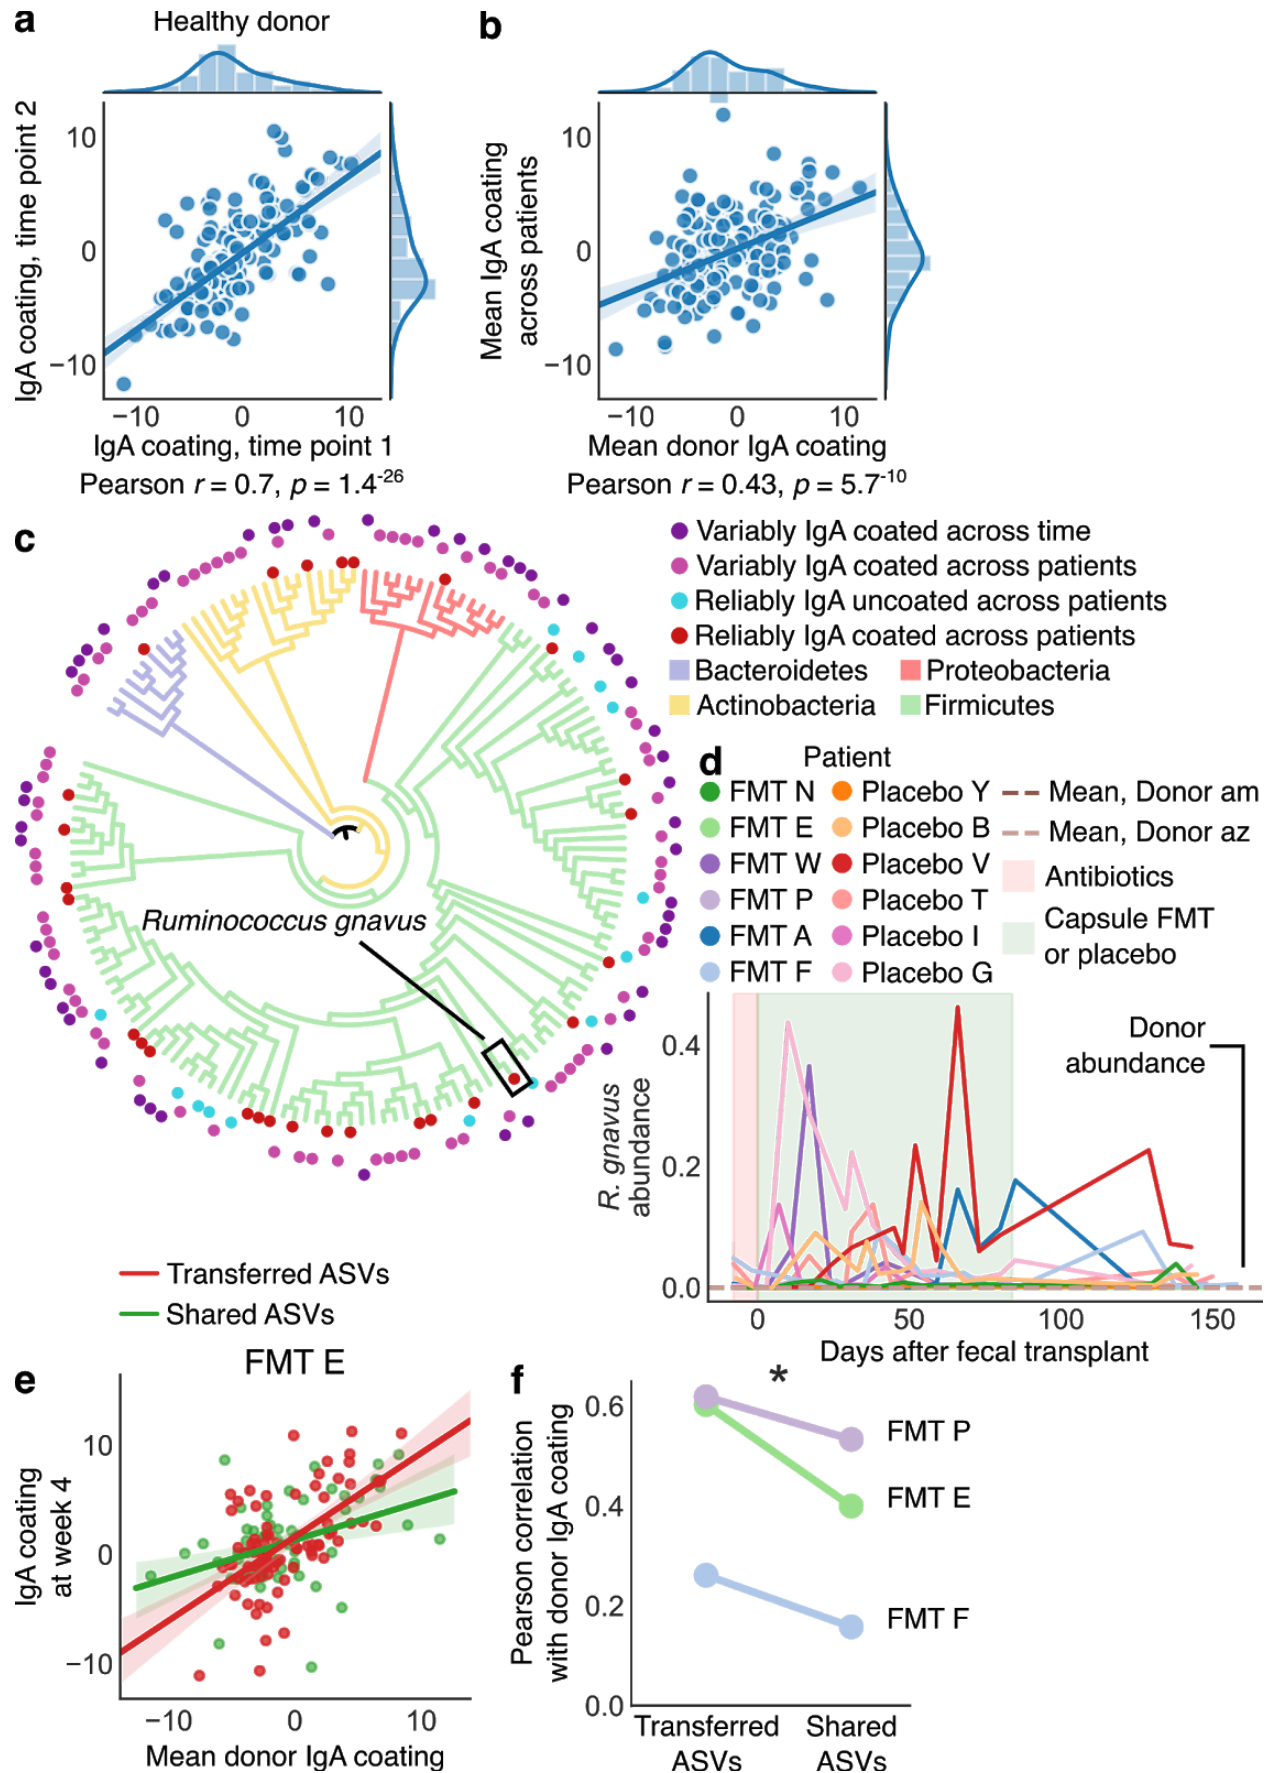 a
Healthy donor
b
IgA coating, time point 2
10
0
−10
−10
0
10
IgA coating, time point 1
Pearson r = 0.7, p = 1.4-26
Mean IgA coating
across patients
10
0
−10
−10
0
10
Mean donor IgA coating
Pearson r = 0.43, p = 5.7-10
c
Variably IgA coated across time
Variably IgA coated across patients
Reliably IgA uncoated across patients
Reliably IgA coated across patients
Bacteroidetes
Proteobacteria
Actinobacteria
Firmicutes
Ruminococcus gnavus
d
Patient
FMT N
Placebo Y
Mean, Donor am
FMT E
Placebo B
Mean, Donor az
FMT W
Placebo V
Antibiotics
FMT P
Placebo T
Capsule FMT
or placebo
FMT A
Placebo I
FMT F
Placebo G
Donor
abundance
R. gnavus
abundance
0.4
0.2
0.0
0
50
100
150
Days after fecal transplant
Transferred ASVs
Shared ASVs
e
FMT E
IgA coating
at week 4
10
0
−10
−10
0
10
Mean donor IgA coating
f
*
Pearson correlation
with donor IgA coating
0.6
0.4
0.2
0.0
FMT P
FMT E
FMT F
Transferred
ASVs
Shared
ASVs